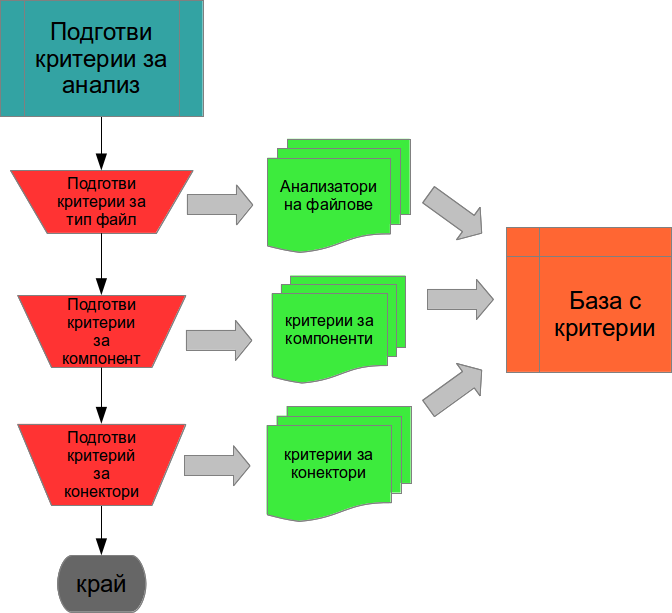 Подготви
критерии за
анализ
Подготви
критерии за
тип файл
Анализатори
на файлове
Подготви
критерии
за
компонент
критерии за
компоненти
База с
критерии
Подготви
критерий
за
конектори
критерии за
конектори
край